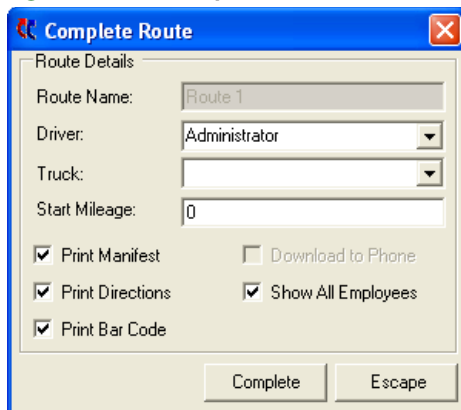 Complete Route
Route Details
Route Name: Route 1
Driver: Administrator
Truck:
Start Mileage: 0
Print Manifest Download to Phone
Print Directions Show All Employees
Print Bar Code
Complete Escape